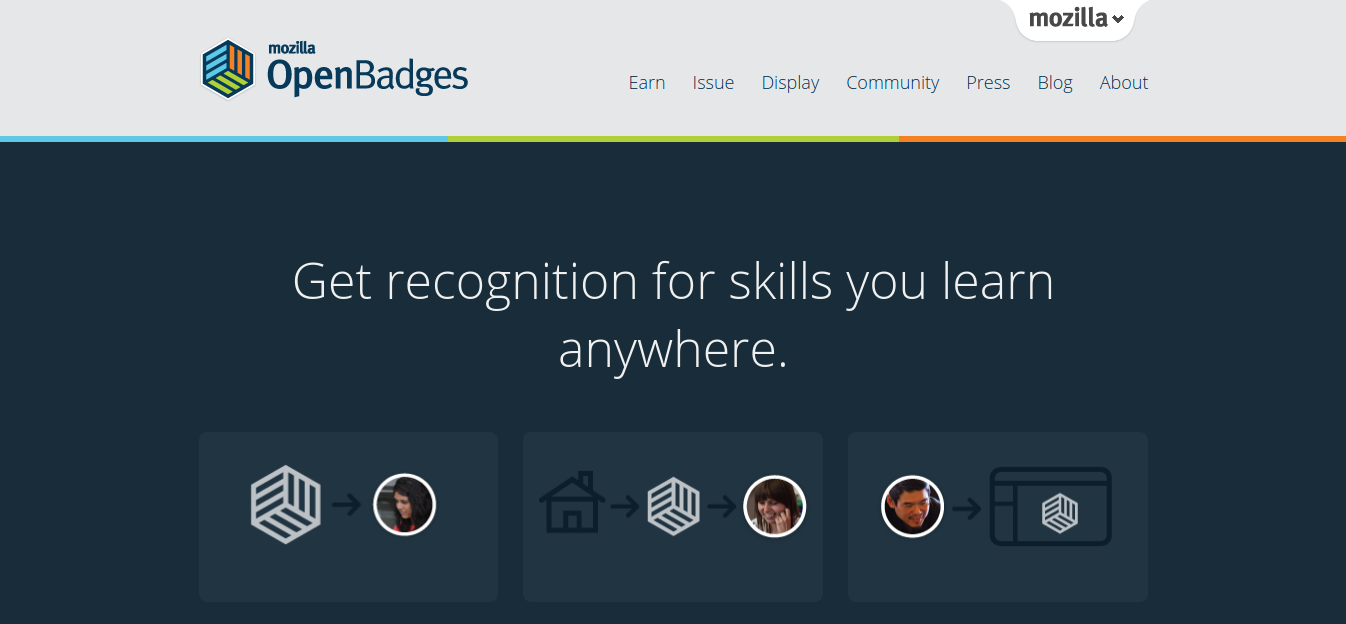 mozilla
mozilla
OpenBadges
Earn Issue Display Community Press Blog About
Get recognition for skills you learn
anywhere.